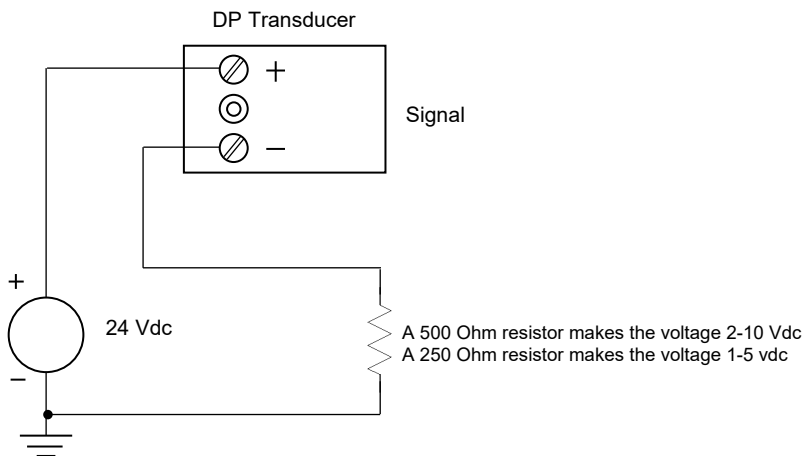 DP Transducer
+
Signal
−
+
24 Vdc
−
A 500 Ohm resistor makes the voltage 2-10 Vdc
A 250 Ohm resistor makes the voltage 1-5 vdc